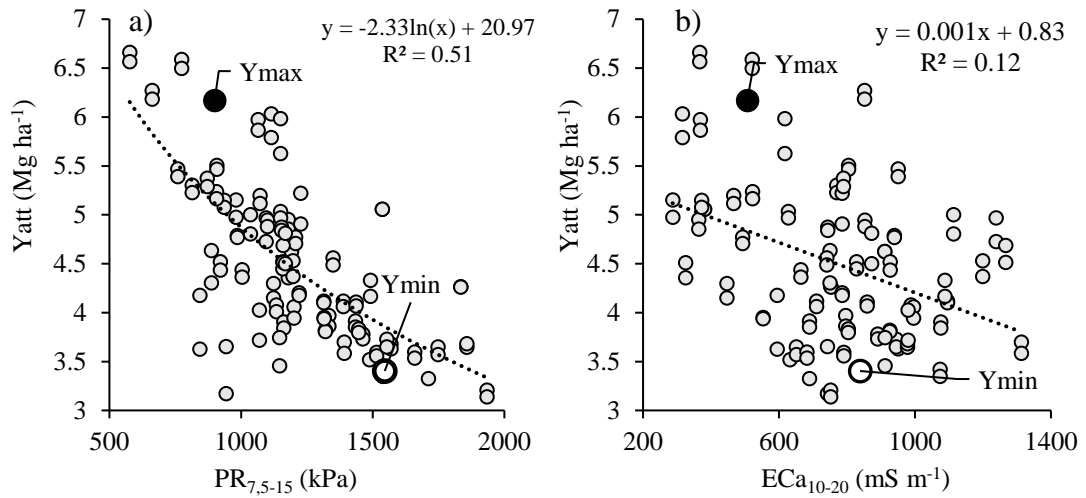 a)
y = -2.33ln(x) + 20.97
R² = 0.51
Ymax
Ymin
7
6.5
6
5.5
5
4.5
4
3.5
3
Yatt (Mg ha⁻¹)
500 1000 1500 2000
PR₇,₅₋₁₅ (kPa)
b)
y = 0.001x + 0.83
R² = 0.12
Ymax
Ymin
7
6.5
6
5.5
5
4.5
4
3.5
3
Yatt (Mg ha⁻¹)
200 600 1000 1400
ECa₁₀₋₂₀ (mS m⁻¹)